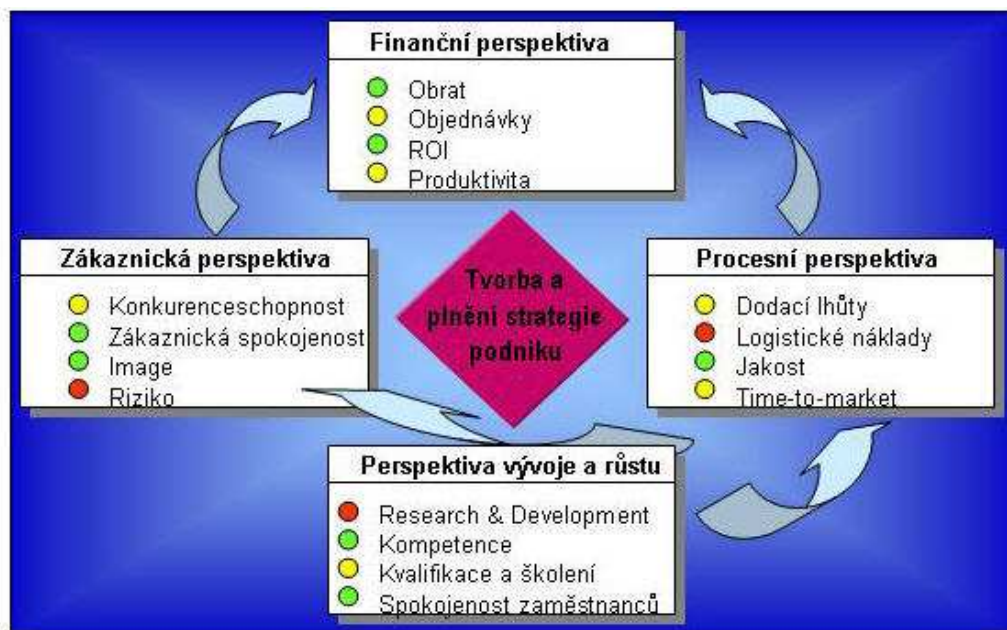 Finanční perspektiva
Obrat
Objednávky
ROI
Produktivita
Zákaznická perspektiva
Konkurenceschopnost
Zákaznická spokojenost
Image
Riziko
Tvorba a
plnění strategie
podniku
Procesní perspektiva
Dodací lhůty
Logistické náklady
Jakost
Time-to-market
Perspektiva vývoje a růstu
Research & Development
Kompetence
Kvalifikace a školení
Spokojenost zaměstnanců